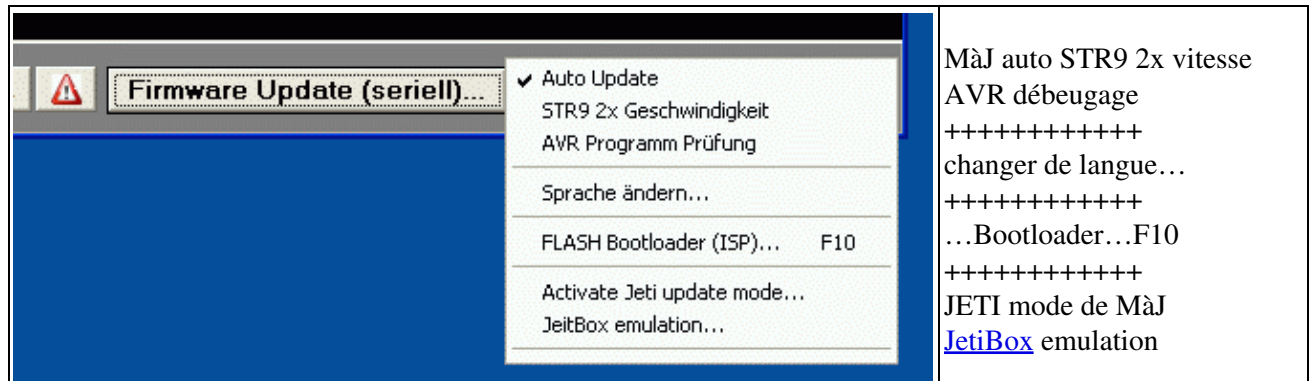 Firmware Update (seriell)...
Auto Update
STR9 2x Geschwindigkeit
AVR Programm Prüfung
Sprache ändern...
FLASH Bootloader (ISP)... F10
Activate Jeti update mode...
JeitBox emulation...
MàJ auto STR9 2x vitesse
AVR débeugage
++++++++++++
changer de langue…
++++++++++++
…Bootloader…F10
++++++++++++
JETI mode de MàJ
JetiBox emulation